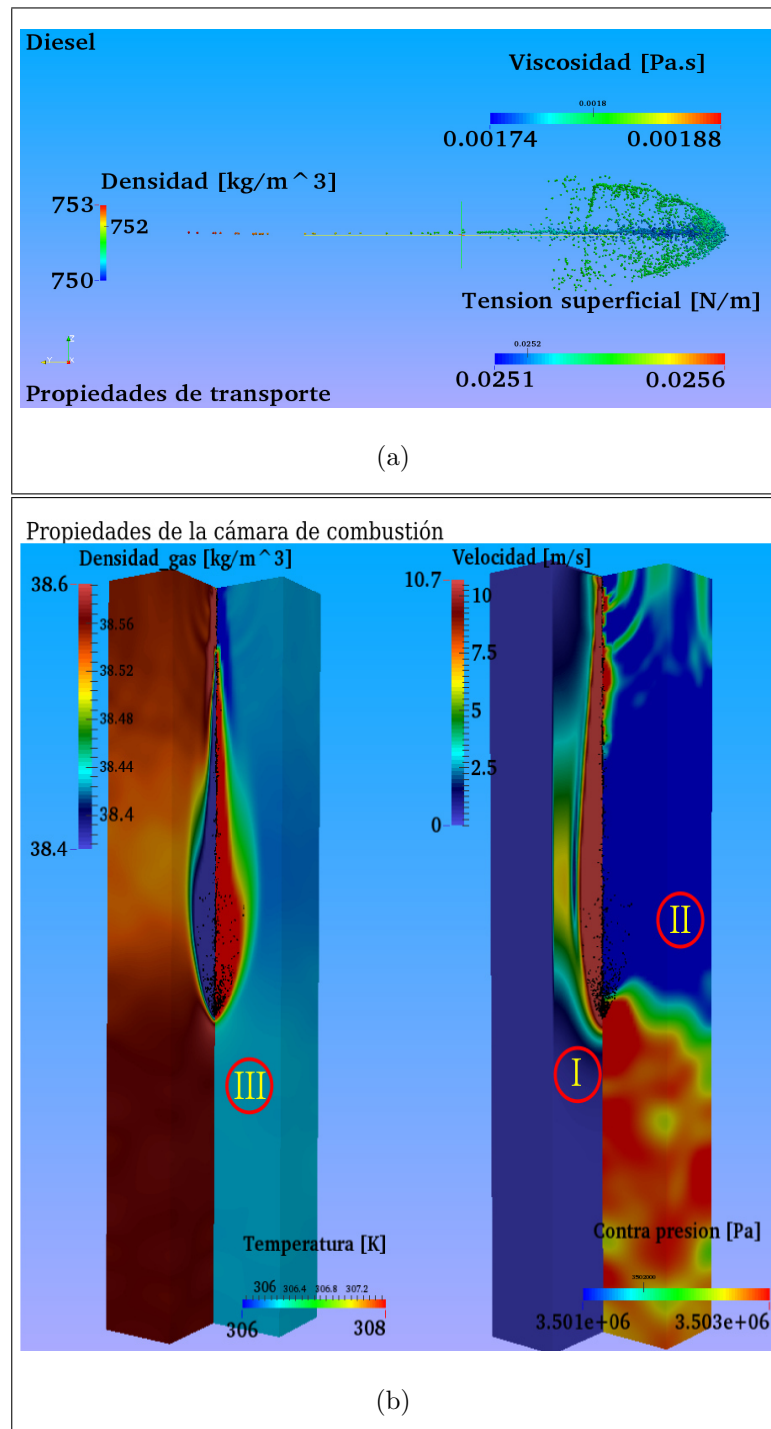 Diesel
Viscosidad [Pa.s]
0.0018
0.00174
0.00188
Densidad [kg/m^3]
753
752
750
Tension superficial [N/m]
0.0252
0.0251
0.0256
Z
Y
X
Propiedades de transporte
(a)
Propiedades de la cámara de combustión
Densidad_gas [kg/m^3]
38.6
38.56
38.52
38.48
38.44
38.4
38.4
Velocidad [m/s]
10.7
10
7.5
5
2.5
0
II
I
III
Temperatura [K]
306
306.4
306.8
307.2
306
308
Contra presion [Pa]
3502000
3.501e+06
3.503e+06
(b)